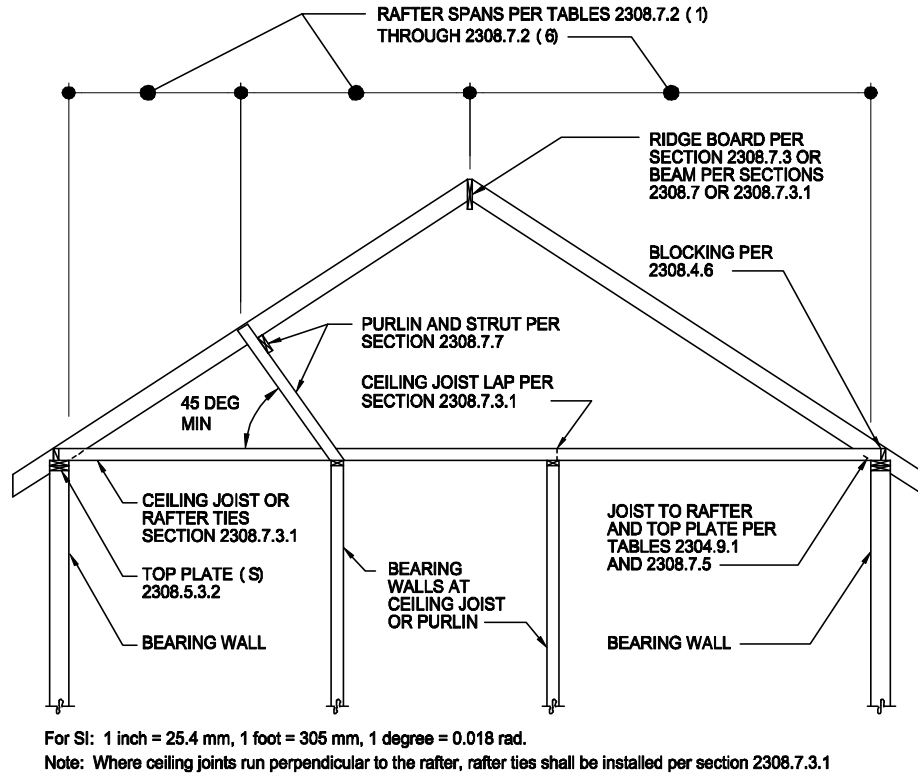 RAFTER SPANS PER TABLES 2308.7.2 (1)
THROUGH 2308.7.2 (6)
RIDGE BOARD PER
SECTION 2308.7.3 OR
BEAM PER SECTIONS
2308.7 OR 2308.7.3.1
BLOCKING PER
2308.4.6
PURLIN AND STRUT PER
SECTION 2308.7.7
CEILING JOIST LAP PER
SECTION 2308.7.3.1
45 DEG
MIN
CEILING JOIST OR
RAFTER TIES
SECTION 2308.7.3.1
TOP PLATE (S)
2308.5.3.2
BEARING WALL
BEARING
WALLS AT
CEILING JOIST
OR PURLIN
JOIST TO RAFTER
AND TOP PLATE PER
TABLES 2304.9.1
AND 2308.7.5
BEARING WALL
For SI: 1 inch = 25.4 mm, 1 foot = 305 mm, 1 degree = 0.018 rad.
Note: Where ceiling joints run perpendicular to the rafter, rafter ties shall be installed per section 2308.7.3.1